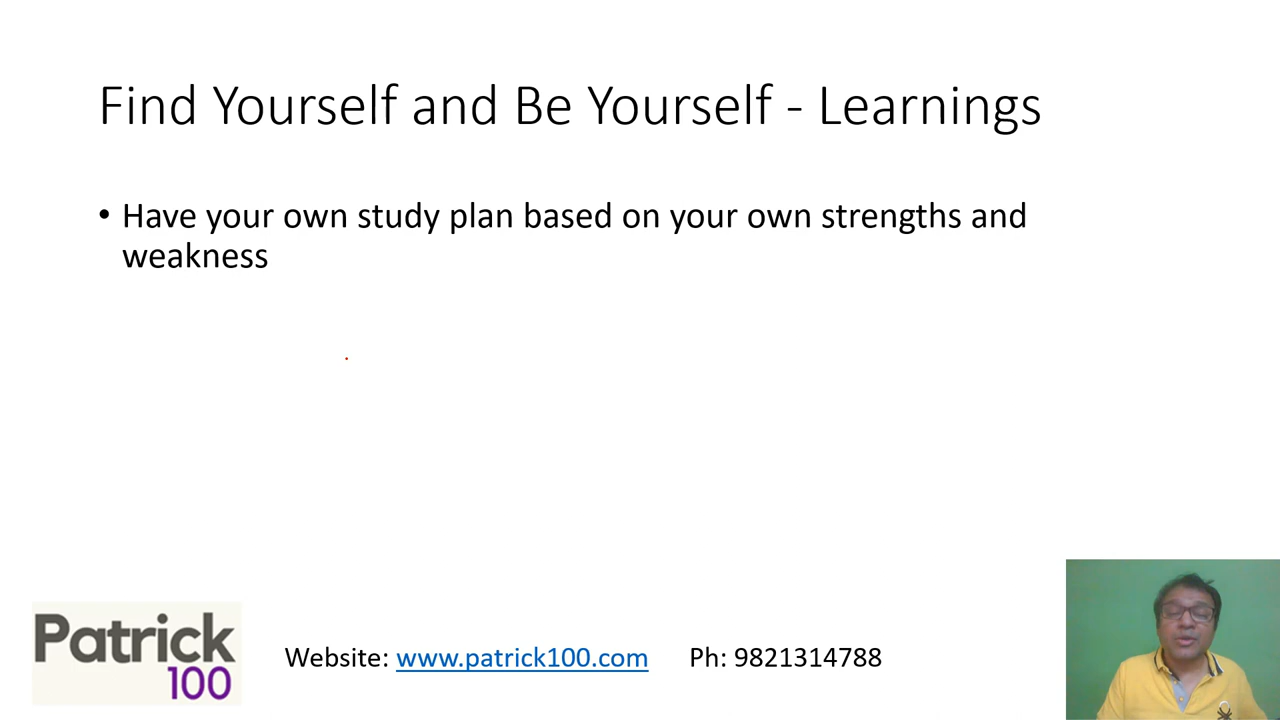 Find Yourself and Be Yourself - Learnings
• Have your own study plan based on your own strengths and
weakness
Patrick
100
Website: www.patrick100.com Ph: 9821314788